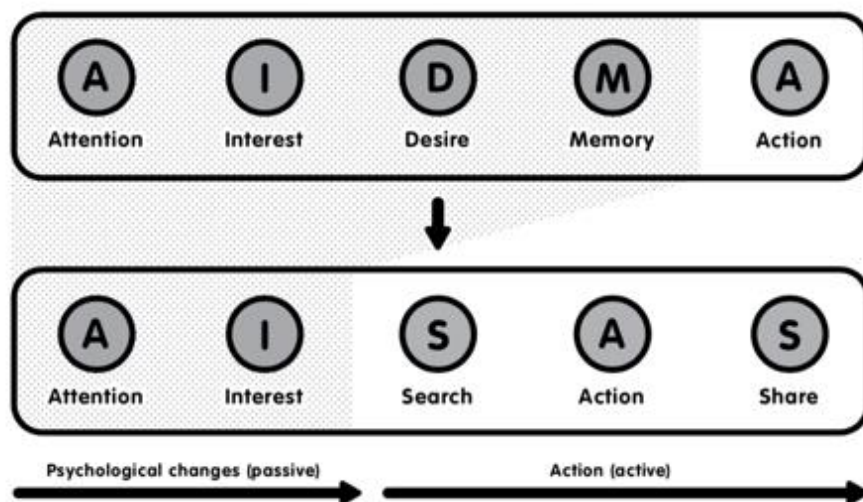 A I D M A
Attention Interest Desire Memory Action
A I S A S
Attention Interest Search Action Share
Psychological changes (passive) Action (active)